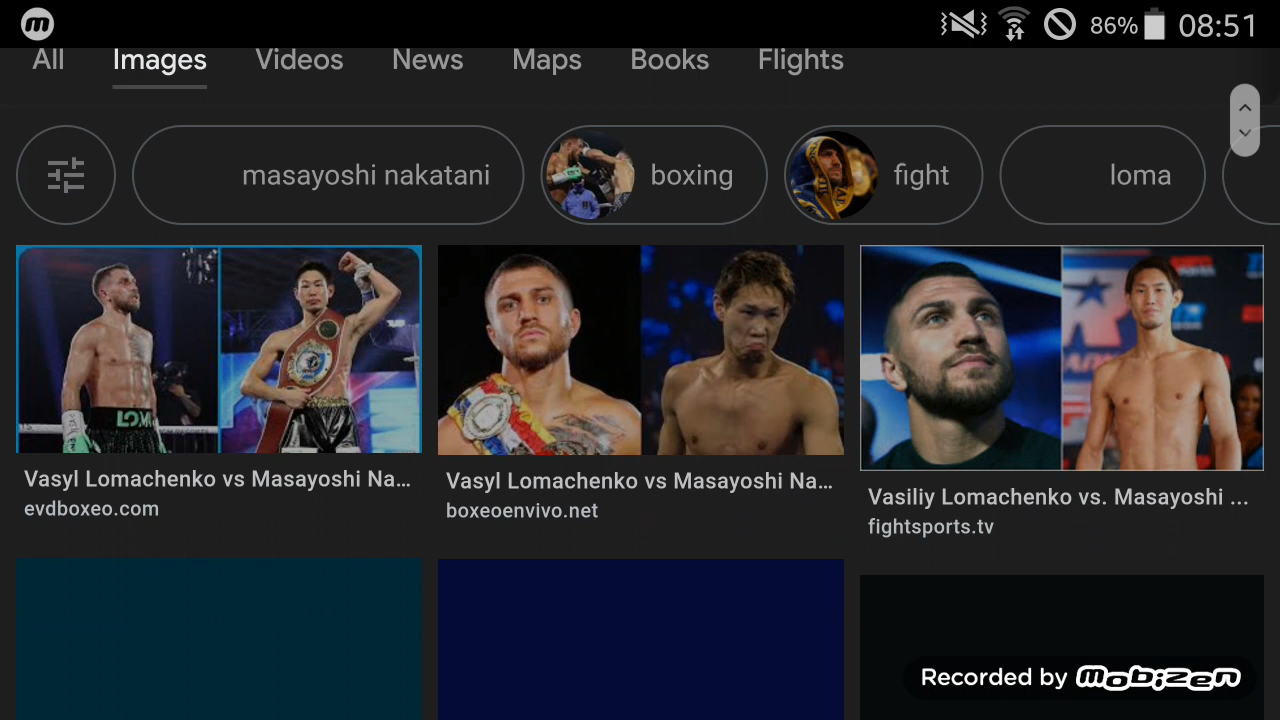 86% 08:51
All Images Videos News Maps Books Flights
masayoshi nakatani boxing fight loma
LOMA
Vasyl Lomachenko vs Masayoshi Na...
evdboxeo.com
Vasyl Lomachenko vs Masayoshi Na...
boxeoenvivo.net
Vasiliy Lomachenko vs. Masayoshi ...
fightsports.tv
Recorded by mobizen